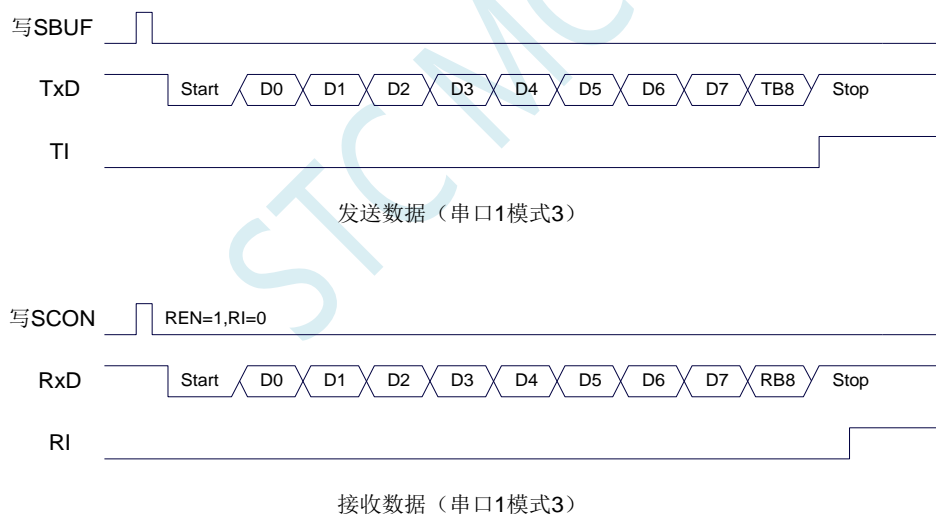 写SBUF
TxD Start D0 D1 D2 D3 D4 D5 D6 D7 TB8 Stop
TI
发送数据（串口1模式3）
写SCON REN=1,RI=0
RxD Start D0 D1 D2 D3 D4 D5 D6 D7 RB8 Stop
RI
接收数据（串口1模式3）
STC MC